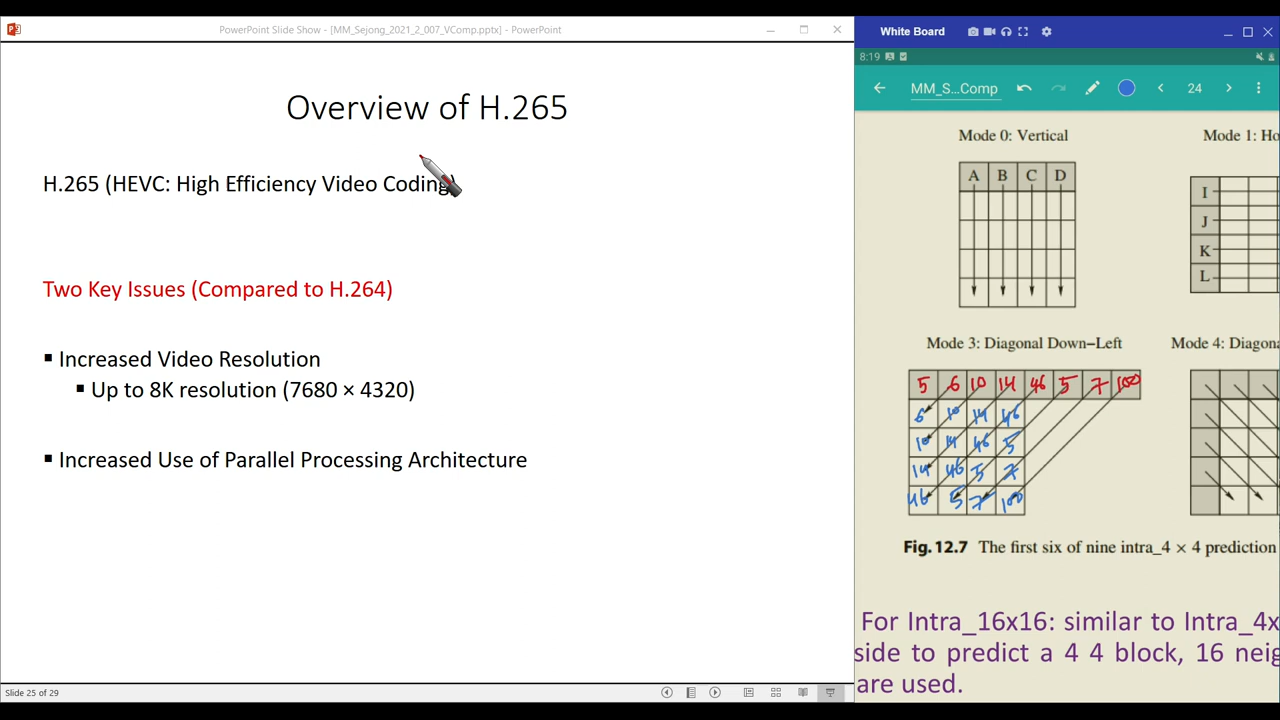 PowerPoint Slide Show - [MM_Sejong_2021_2_007_VComp.pptx] - PowerPoint
Overview of H.265
H.265 (HEVC: High Efficiency Video Coding)
Two Key Issues (Compared to H.264)
▪ Increased Video Resolution
▪ Up to 8K resolution (7680 × 4320)
▪ Increased Use of Parallel Processing Architecture
Slide 25 of 29
White Board
8:19
MM_S...Comp
24
Mode 0: Vertical
Mode 1: Ho
A B C D
I
J
K
L
Mode 3: Diagonal Down–Left
Mode 4: Diagona
5 6 10 14 46 5 7 100
6 10 14 46
10 14 46 5
14 46 5 7
46 5 7 100
Fig. 12.7 The first six of nine intra_4 × 4 prediction
For Intra_16x16: similar to Intra_4x
side to predict a 4 4 block, 16 neig
are used.